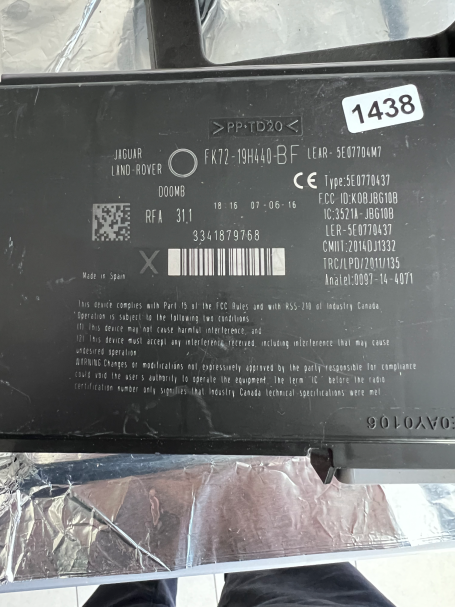 1438
>PP-TD20<
JAGUAR
LAND-ROVER
FK72-19H440-BF
LEAR- 5E07704M7
D00MB
CE Type:5E0770437
FCC ID:KOBJBG10B
IC:3521A-JBG10B
LER-5E0770437
CMIIT:2014DJ1332
TRC/LPD/2011/135
Anatel:0097-14-4071
RFA 31.1
18 16 07-06-16
3341879768
X
Made in Spain
This device complies with Part 15 of the FCC Rules and with RSS-210 of Industry Canada.
Operation is subject to the following two conditions:
(1) This device may not cause harmful interference, and
(2) This device must accept any interference received, including interference that may cause
undesired operation
WARNING Changes or modifications not expressively approved by the party responsible for compliance
could void the user's authority to operate the equipment. The term "IC" before the radio
certification number only signifies that Industry Canada technical specifications were met
E0AY0106